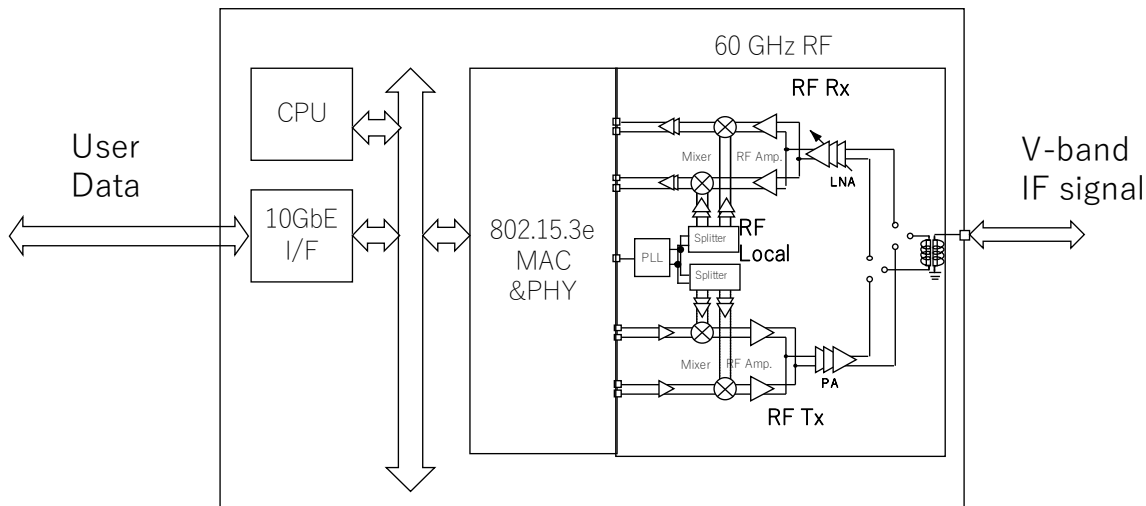 60 GHz RF
RF Rx
CPU
User
Data
Mixer
RF Amp.
LNA
V-band
IF signal
10GbE
I/F
802.15.3e
MAC
&PHY
PLL
Splitter
Splitter
RF
Local
Mixer
RF Amp.
PA
RF Tx